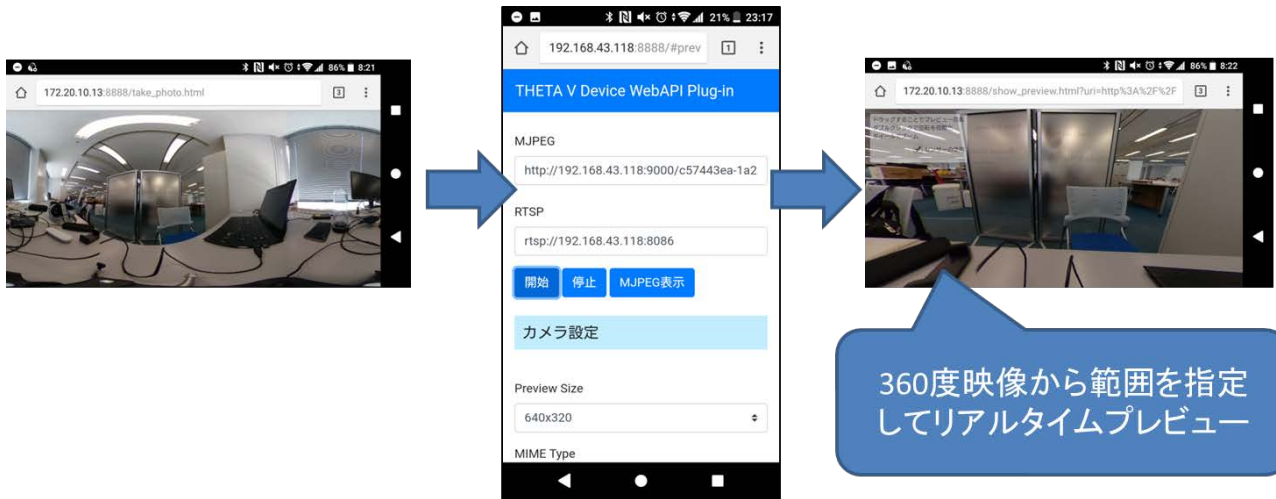 86% 8:21
172.20.10.13:8888/take_photo.html
3
21% 23:17
192.168.43.118:8888/#prev
1
THETA V Device WebAPI Plug-in
MJPEG
http://192.168.43.118:9000/c57443ea-1a2
RTSP
rtsp://192.168.43.118:8086
開始 停止 MJPEG表示
カメラ設定
Preview Size
640x320
MIME Type
86% 8:22
172.20.10.13:8888/show_preview.html?uri=http%3A%2F%2F
3
360度映像から範囲を指定
してリアルタイムプレビュー